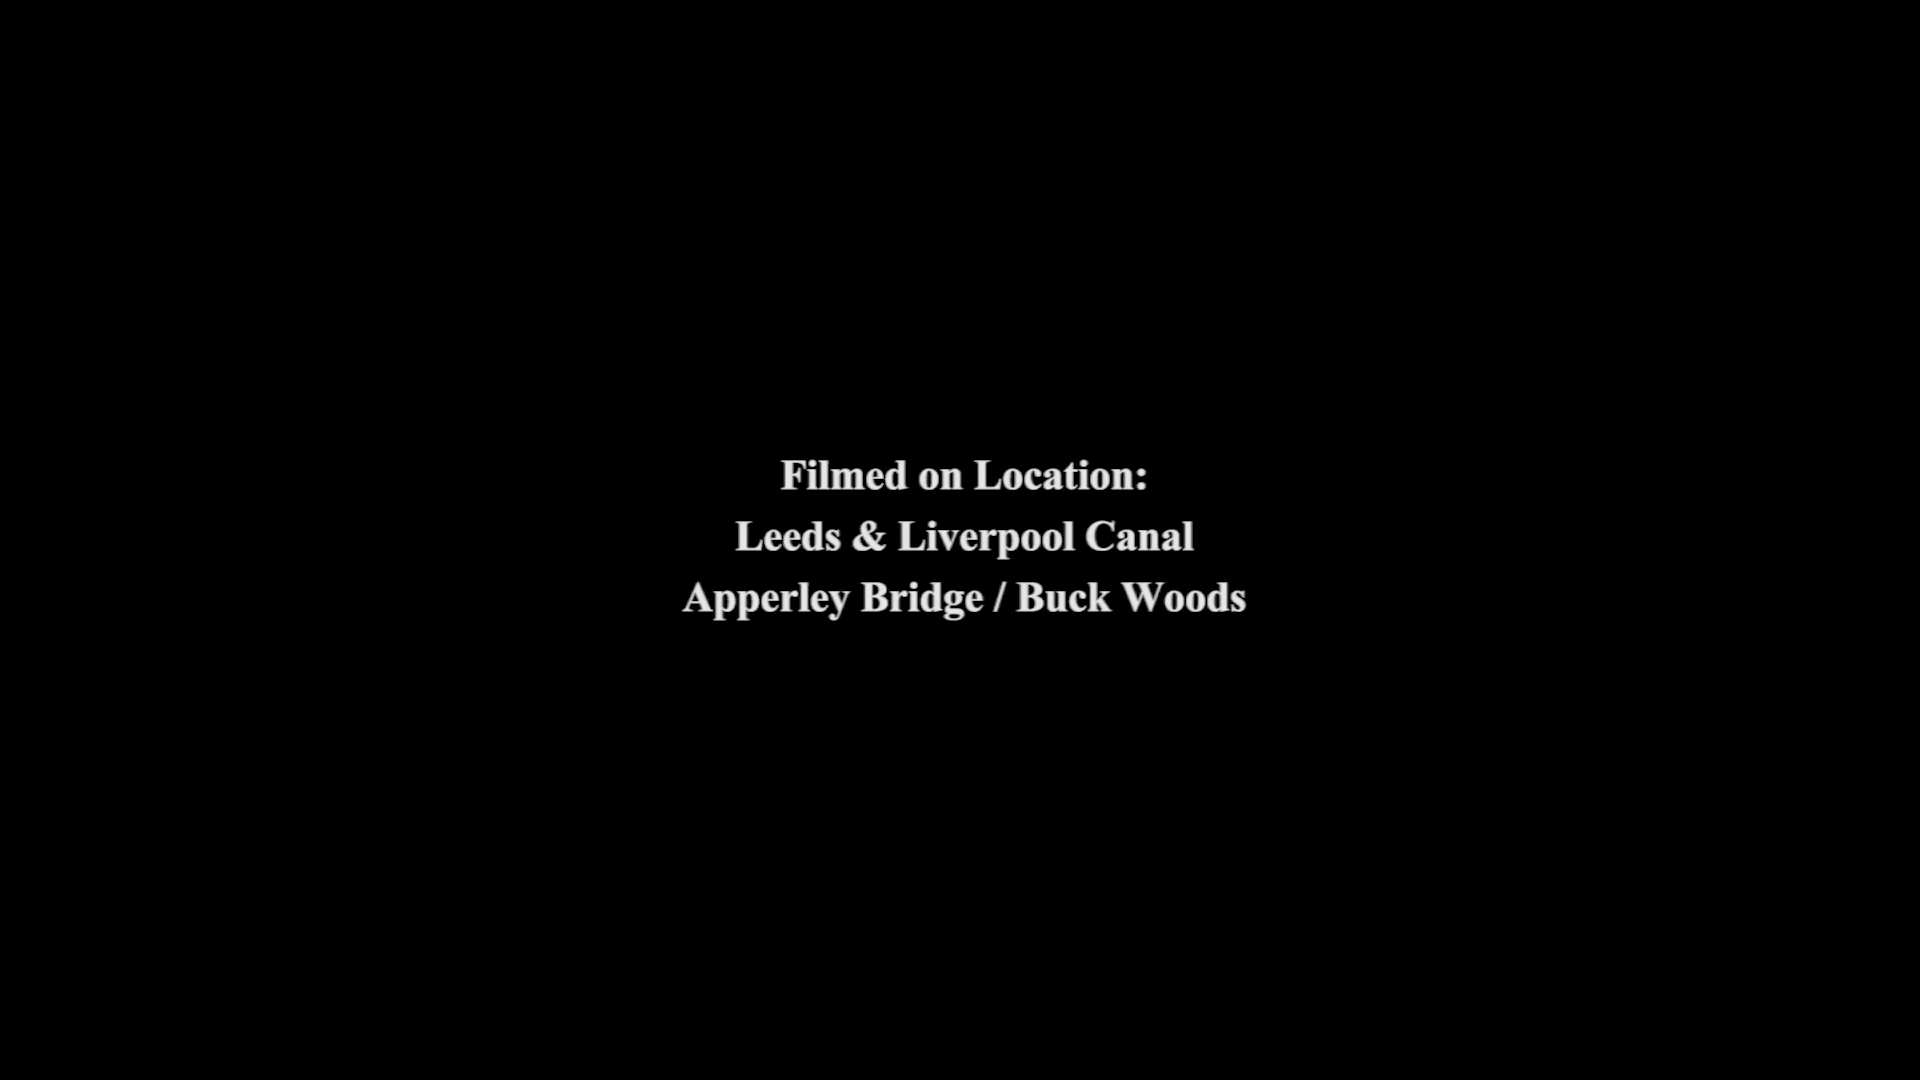 Filmed on Location:
Leeds & Liverpool Canal
Apperley Bridge / Buck Woods